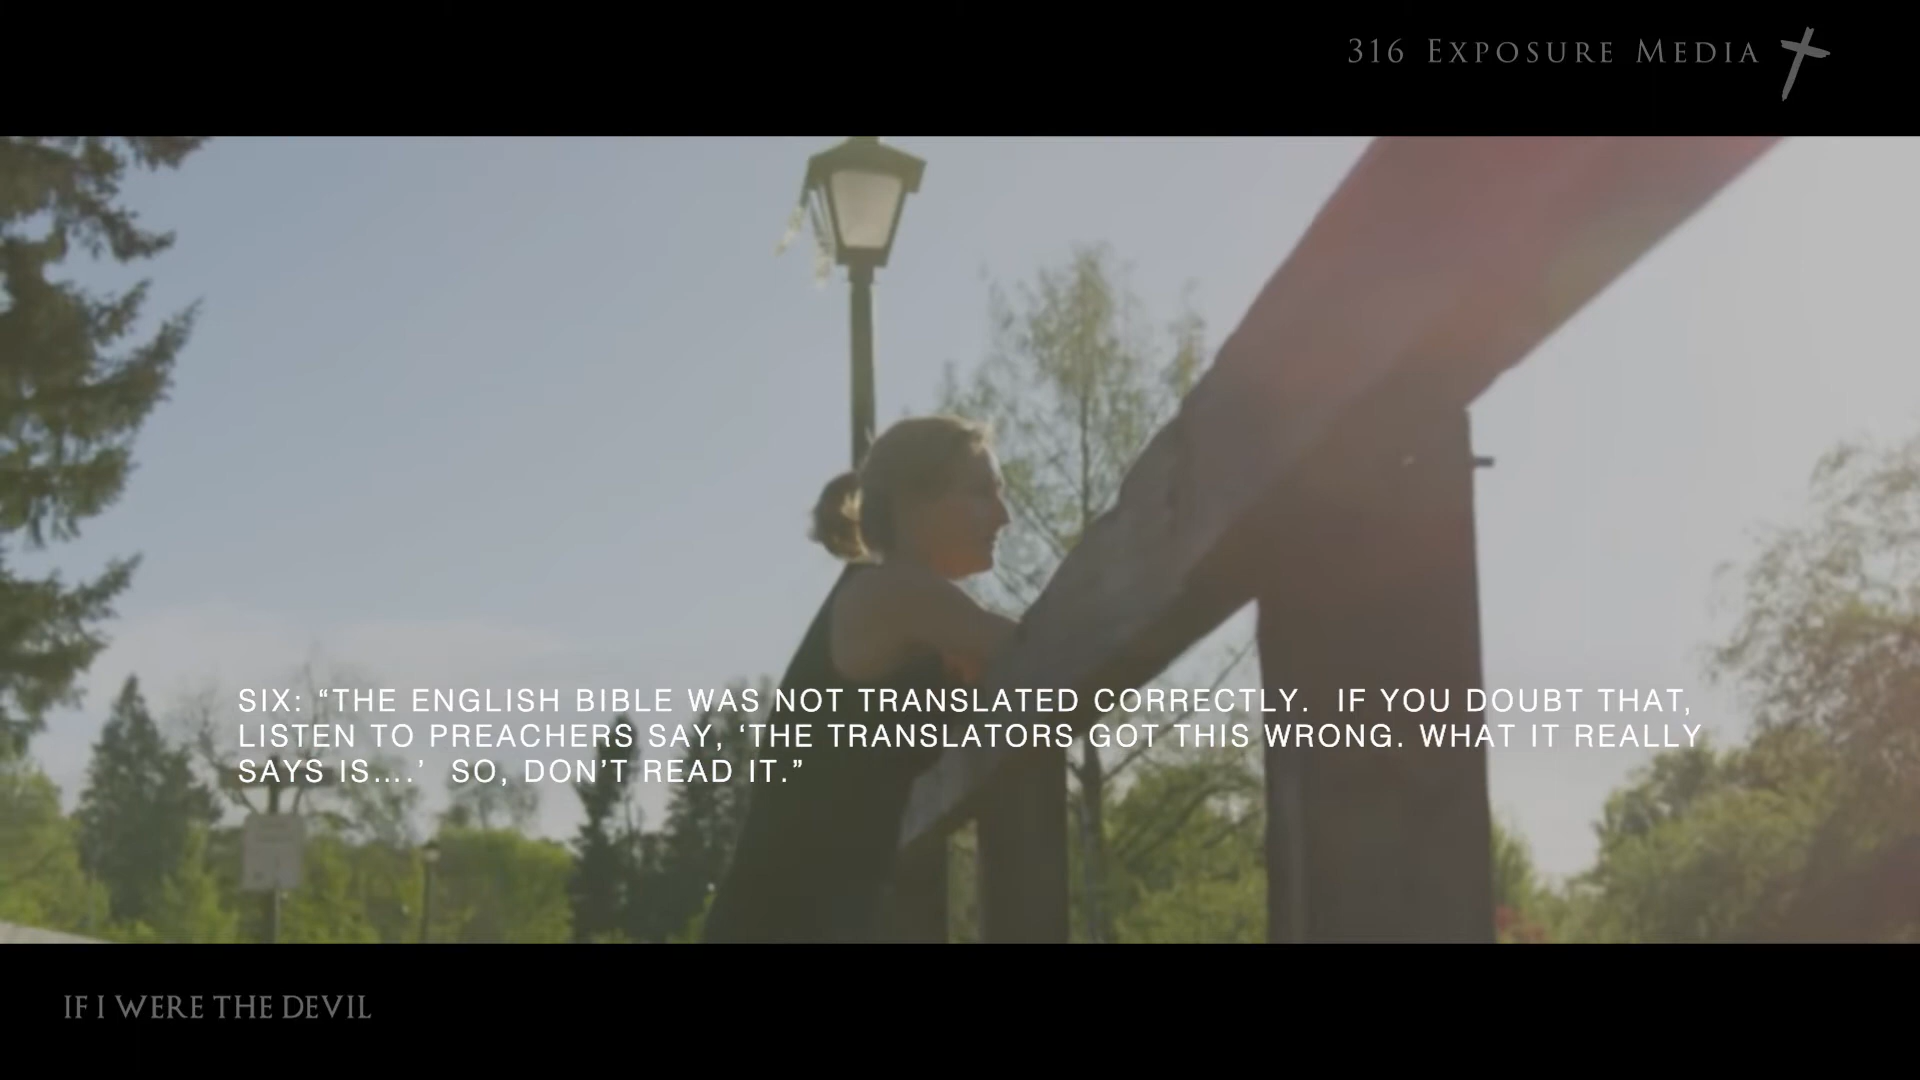 316 EXPOSURE MEDIA
SIX: “THE ENGLISH BIBLE WAS NOT TRANSLATED CORRECTLY.  IF YOU DOUBT THAT,
LISTEN TO PREACHERS SAY, ‘THE TRANSLATORS GOT THIS WRONG. WHAT IT REALLY
SAYS IS....’  SO, DON’T READ IT.”
IF I WERE THE DEVIL